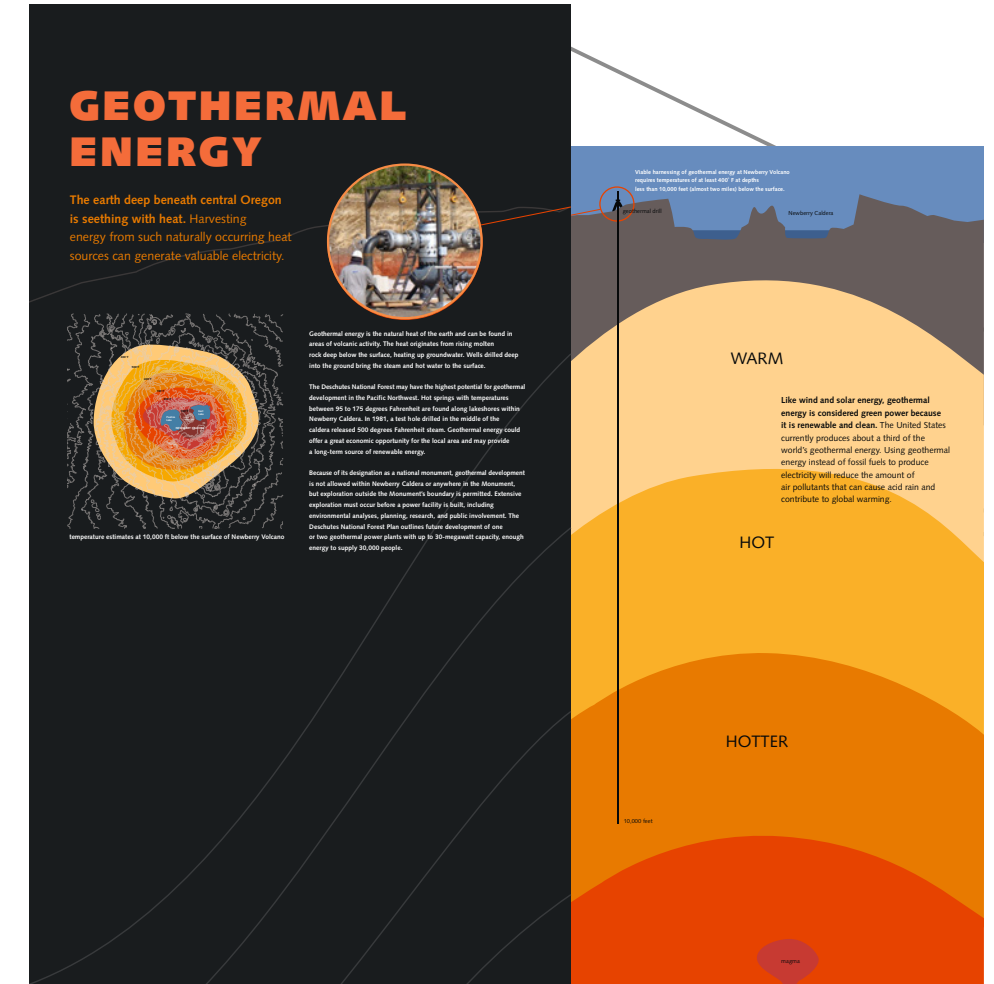 GEOTHERMAL
ENERGY
The earth deep beneath central Oregon
is seething with heat. Harvesting
energy from such naturally occurring heat
sources can generate valuable electricity.
temperature estimates at 10,000 ft below the surface of Newberry Volcano
Geothermal energy is the natural heat of the earth and can be found in
areas of volcanic activity. The heat originates from rising molten
rock deep below the surface, heating up groundwater. Wells drilled deep
into the ground bring the steam and hot water to the surface.
The Deschutes National Forest may have the highest potential for geothermal
development in the Pacific Northwest. Hot springs with temperatures
between 95 to 175 degrees Fahrenheit are found along lakeshores within
Newberry Caldera. In 1981, a test hole drilled in the middle of the
caldera released 500 degrees Fahrenheit steam. Geothermal energy could
offer a great economic opportunity for the local area and may provide
a long-term source of renewable energy.
Because of its designation as a national monument, geothermal development
is not allowed within Newberry Caldera or anywhere in the Monument,
but exploration outside the Monument's boundary is permitted. Extensive
exploration must occur before a power facility is built, including
environmental analyses, planning, research, and public involvement. The
Deschutes National Forest Plan outlines future development of one
or two geothermal power plants with up to 30-megawatt capacity, enough
energy to supply 30,000 people.
Viable harnessing of geothermal energy at Newberry Volcano
requires temperatures of at least 400° F at depths
less than 10,000 feet (almost two miles) below the surface.
geothermal drill
Newberry Caldera
WARM
Like wind and solar energy, geothermal
energy is considered green power because
it is renewable and clean. The United States
currently produces about a third of the
world's geothermal energy. Using geothermal
energy instead of fossil fuels to produce
electricity will reduce the amount of
air pollutants that can cause acid rain and
contribute to global warming.
HOT
HOTTER
10,000 feet
magma